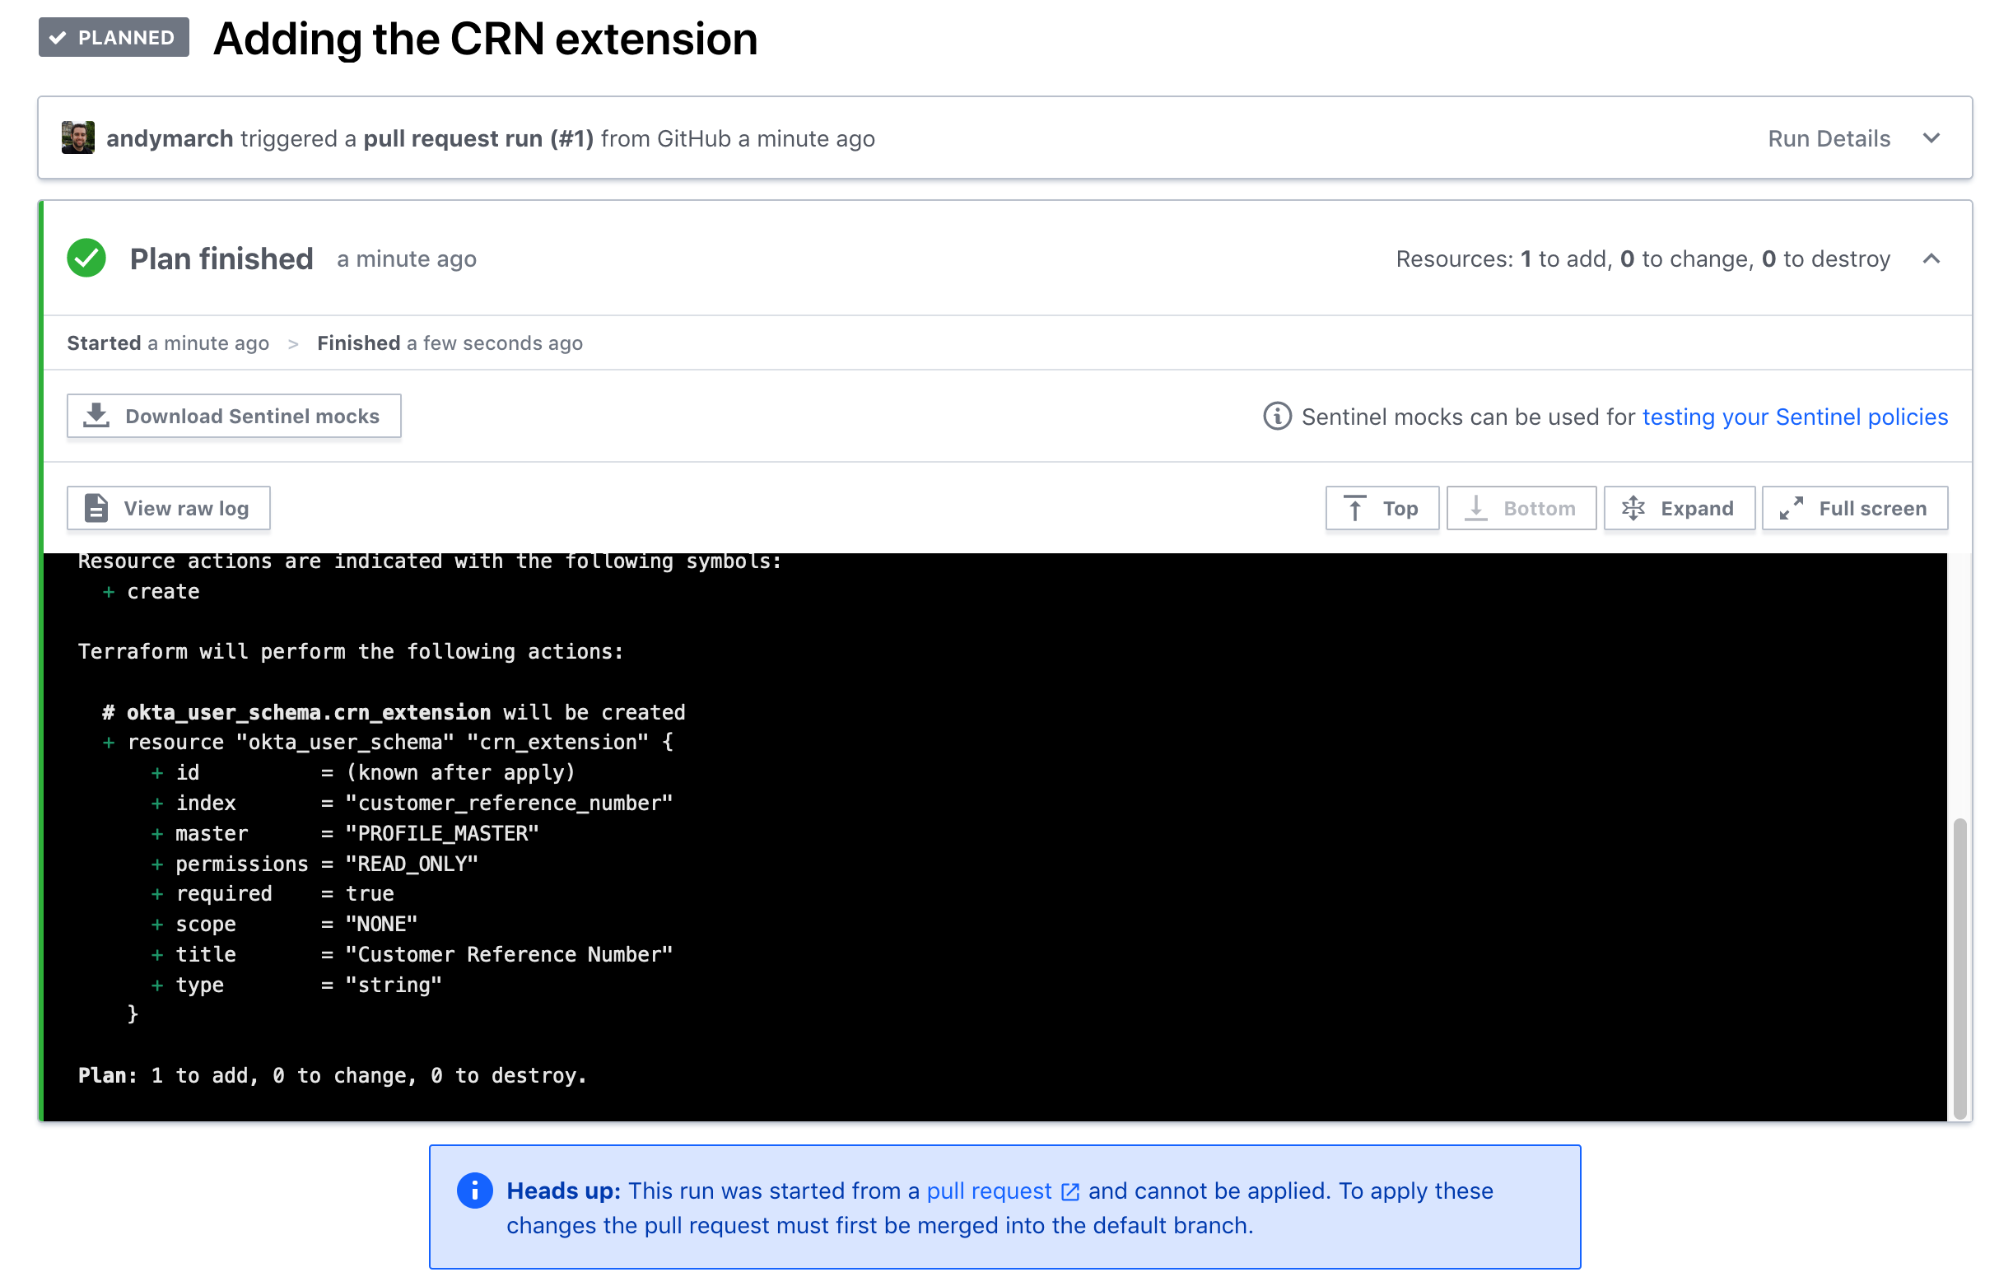 PLANNED Adding the CRN extension
andymarch triggered a pull request run (#1) from GitHub a minute ago Run Details
Plan finished a minute ago Resources: 1 to add, 0 to change, 0 to destroy
Started a minute ago > Finished a few seconds ago
Download Sentinel mocks Sentinel mocks can be used for testing your Sentinel policies
View raw log Top Bottom Expand Full screen
Resource actions are indicated with the following symbols:
+ create
Terraform will perform the following actions:
# okta_user_schema.crn_extension will be created
+ resource "okta_user_schema" "crn_extension" {
+ id = (known after apply)
+ index = "customer_reference_number"
+ master = "PROFILE_MASTER"
+ permissions = "READ_ONLY"
+ required = true
+ scope = "NONE"
+ title = "Customer Reference Number"
+ type = "string"
}
Plan: 1 to add, 0 to change, 0 to destroy.
Heads up: This run was started from a pull request and cannot be applied. To apply these
changes the pull request must first be merged into the default branch.